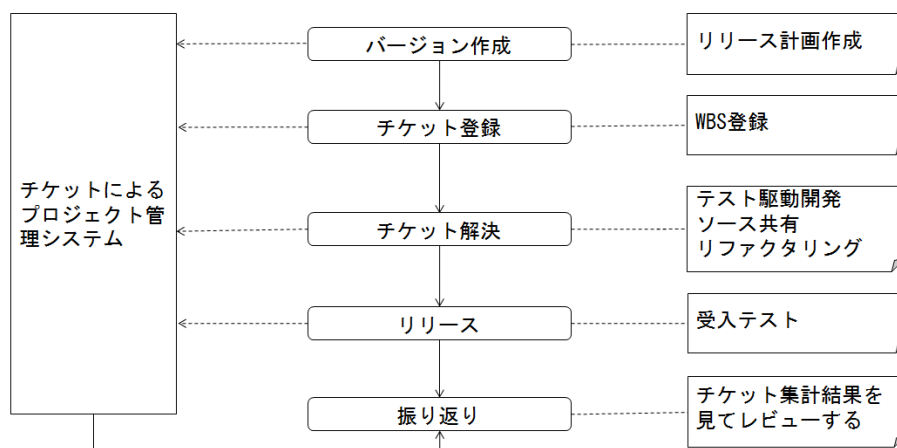 バージョン作成
リリース計画作成
チケット登録
WBS登録
チケットによる
プロジェクト管
理システム
チケット解決
テスト駆動開発
ソース共有
リファクタリング
リリース
受入テスト
振り返り
チケット集計結果を
見てレビューする